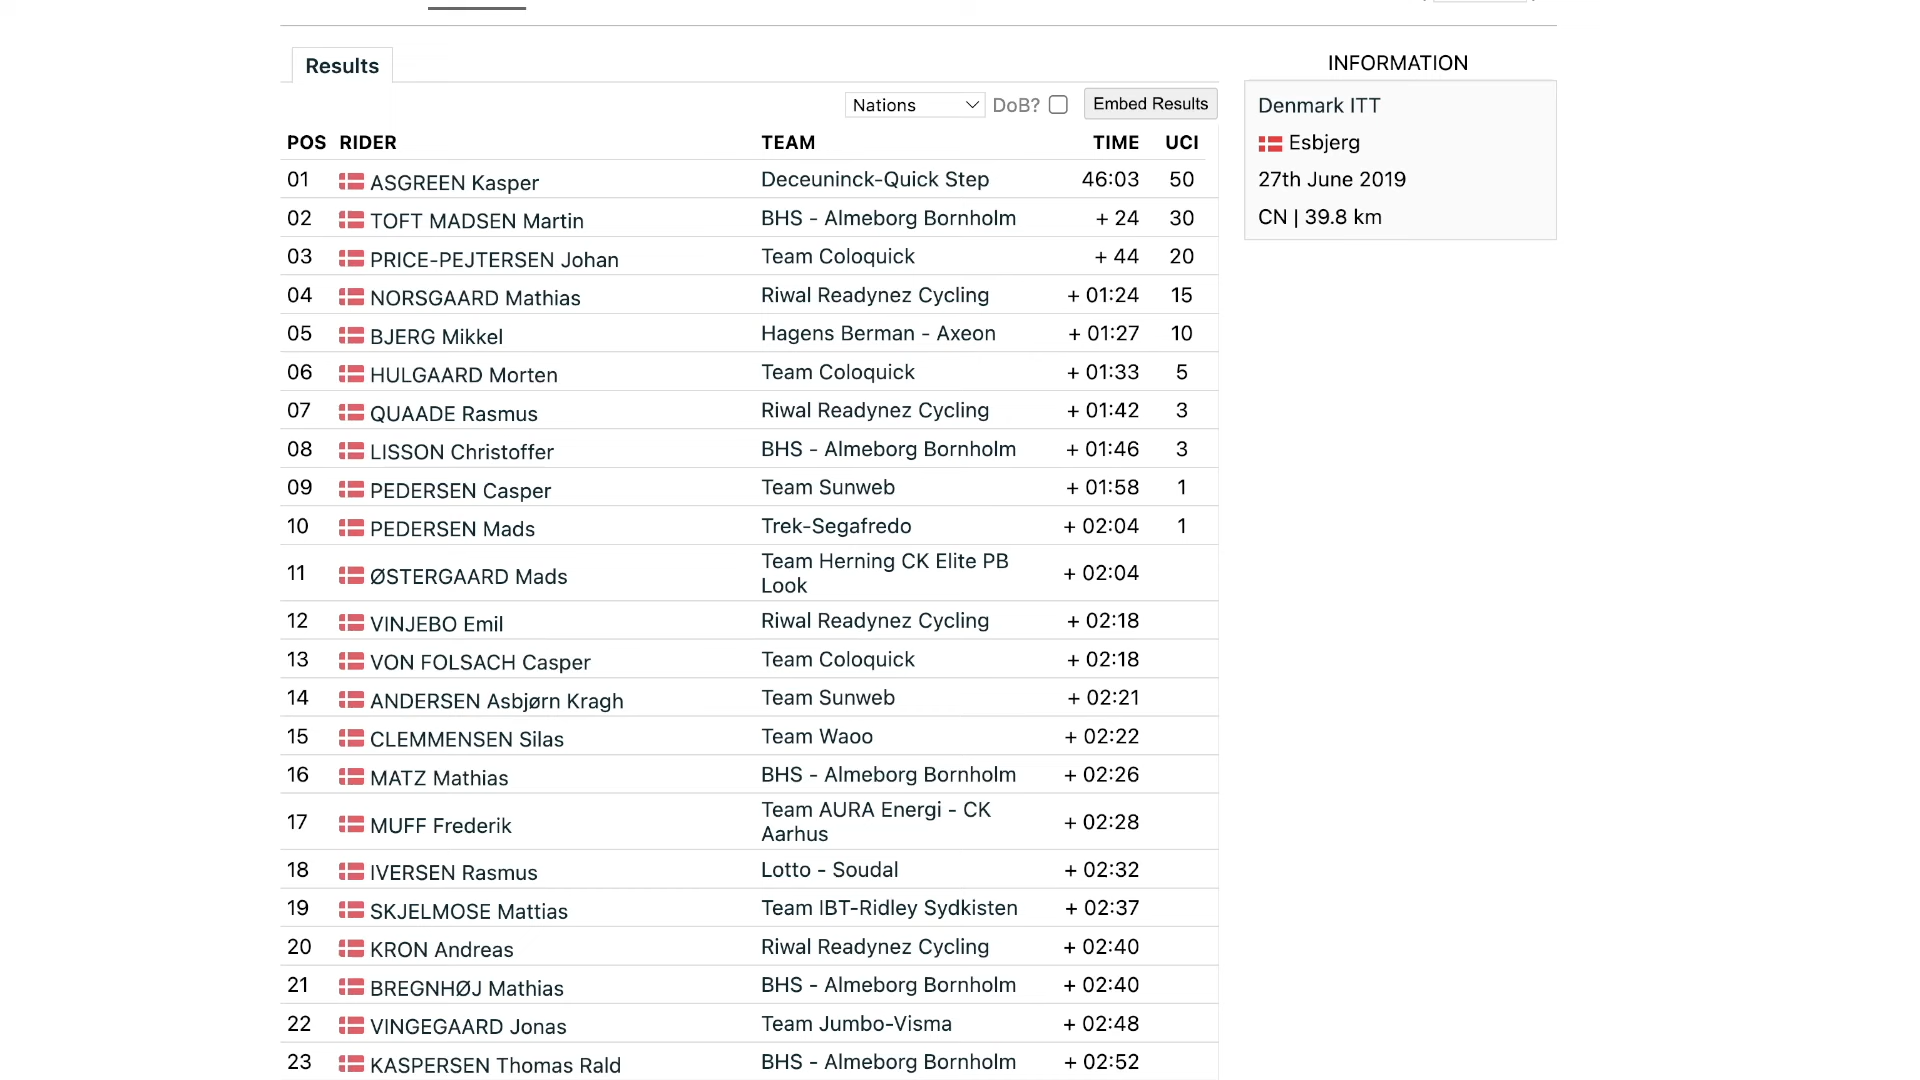 Results
INFORMATION
Nations DoB? Embed Results
Denmark ITT
Esbjerg
27th June 2019
CN | 39.8 km
POS RIDER TEAM TIME UCI
01 ASGREEN Kasper Deceuninck-Quick Step 46:03 50
02 TOFT MADSEN Martin BHS - Almeborg Bornholm + 24 30
03 PRICE-PEJTERSEN Johan Team Coloquick + 44 20
04 NORSGAARD Mathias Riwal Readynez Cycling + 01:24 15
05 BJERG Mikkel Hagens Berman - Axeon + 01:27 10
06 HULGAARD Morten Team Coloquick + 01:33 5
07 QUAADE Rasmus Riwal Readynez Cycling + 01:42 3
08 LISSON Christoffer BHS - Almeborg Bornholm + 01:46 3
09 PEDERSEN Casper Team Sunweb + 01:58 1
10 PEDERSEN Mads Trek-Segafredo + 02:04 1
11 ØSTERGAARD Mads Team Herning CK Elite PB + 02:04
Look
12 VINJEBO Emil Riwal Readynez Cycling + 02:18
13 VON FOLSACH Casper Team Coloquick + 02:18
14 ANDERSEN Asbjørn Kragh Team Sunweb + 02:21
15 CLEMMENSEN Silas Team Waoo + 02:22
16 MATZ Mathias BHS - Almeborg Bornholm + 02:26
17 MUFF Frederik Team AURA Energi - CK + 02:28
Aarhus
18 IVERSEN Rasmus Lotto - Soudal + 02:32
19 SKJELMOSE Mattias Team IBT-Ridley Sydkisten + 02:37
20 KRON Andreas Riwal Readynez Cycling + 02:40
21 BREGNHØJ Mathias BHS - Almeborg Bornholm + 02:40
22 VINGEGAARD Jonas Team Jumbo-Visma + 02:48
23 KASPERSEN Thomas Rald BHS - Almeborg Bornholm + 02:52